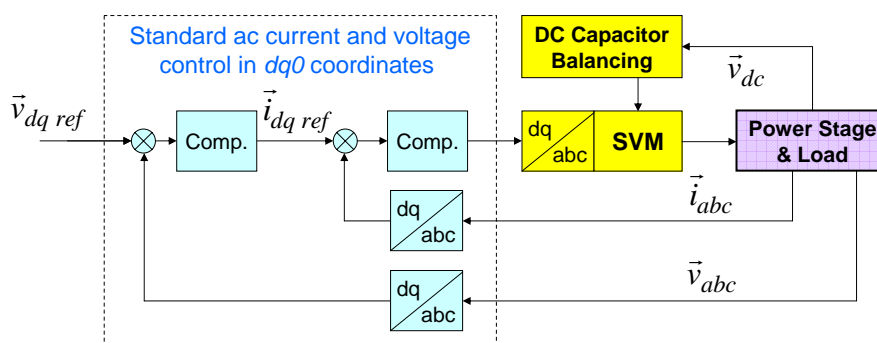 Standard ac current and voltage
control in dq0 coordinates
DC Capacitor
Balancing
v⃗dc
v⃗dq ref
Comp.
i⃗dq ref
Comp.
dq
abc
SVM
Power Stage
& Load
dq
abc
i⃗abc
dq
abc
v⃗abc